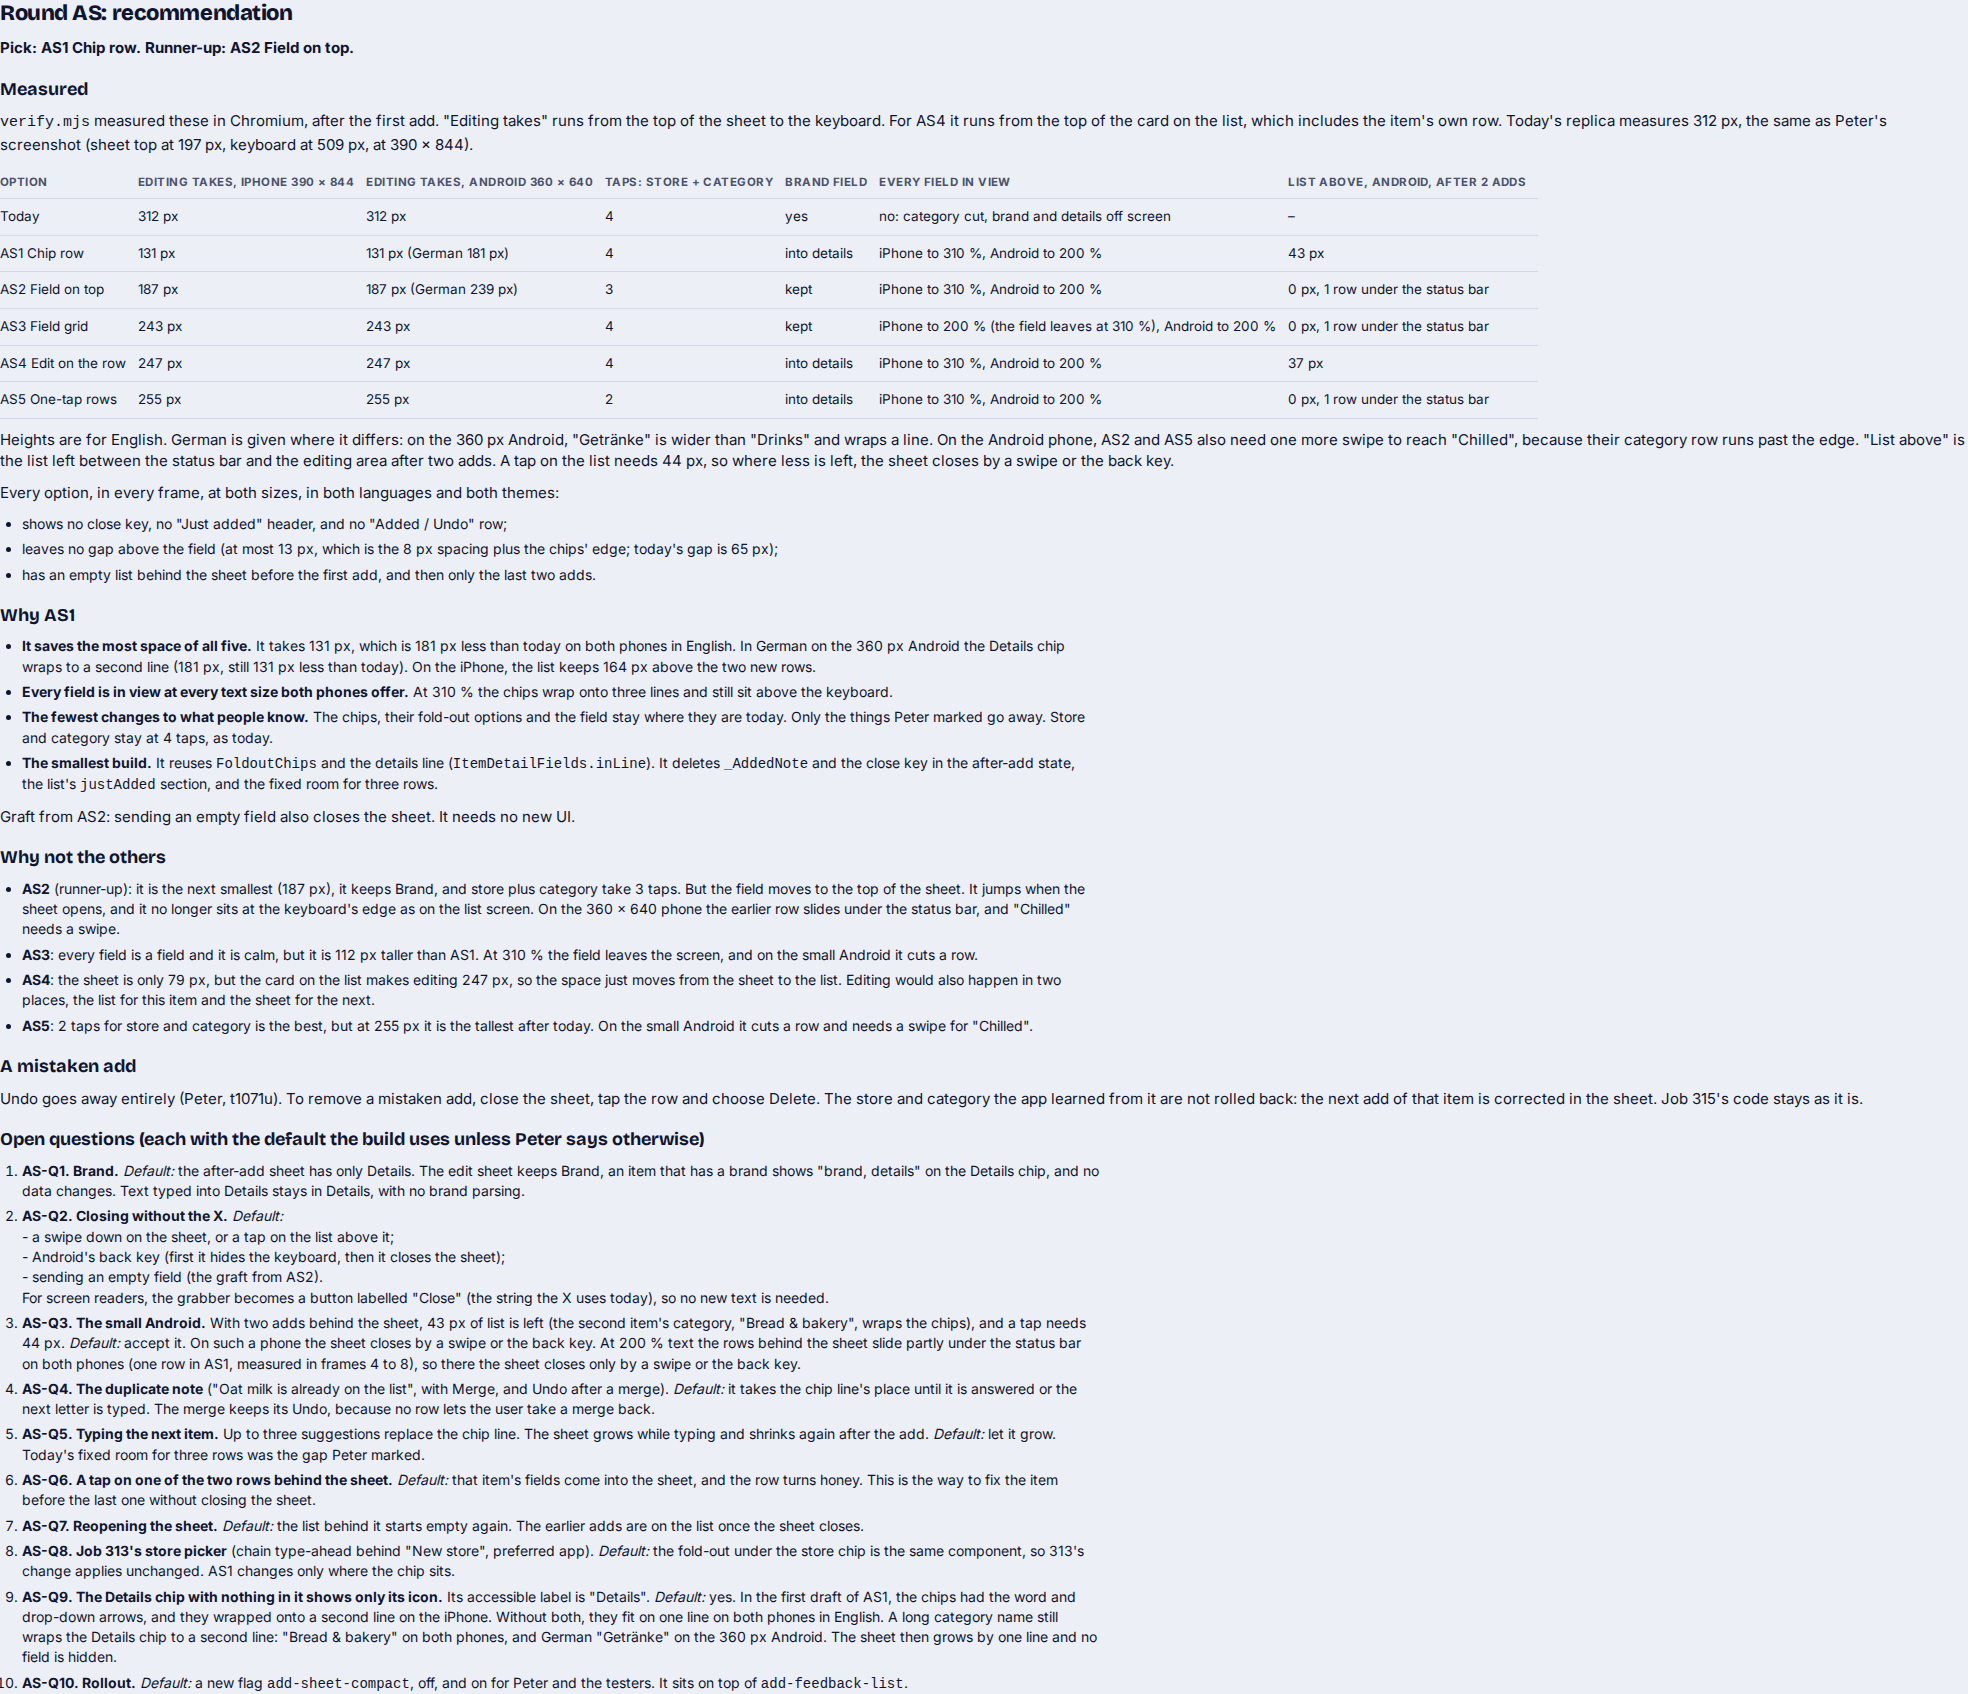 Round AS: recommendation
Pick: AS1 Chip row. Runner-up: AS2 Field on top.
Measured
verify.mjs measured these in Chromium, after the first add. "Editing takes" runs from the top of the sheet to the keyboard. For AS4 it runs from the top of the card on the list, which includes the item's own row. Today's replica measures 312 px, the same as Peter's
screenshot (sheet top at 197 px, keyboard at 509 px, at 390 × 844).
OPTION EDITING TAKES, IPHONE 390 × 844 EDITING TAKES, ANDROID 360 × 640 TAPS: STORE + CATEGORY BRAND FIELD EVERY FIELD IN VIEW LIST ABOVE, ANDROID, AFTER 2 ADDS
Today 312 px 312 px 4 yes no: category cut, brand and details off screen –
AS1 Chip row 131 px 131 px (German 181 px) 4 into details iPhone to 310 %, Android to 200 % 43 px
AS2 Field on top 187 px 187 px (German 239 px) 3 kept iPhone to 310 %, Android to 200 % 0 px, 1 row under the status bar
AS3 Field grid 243 px 243 px 4 kept iPhone to 200 % (the field leaves at 310 %), Android to 200 % 0 px, 1 row under the status bar
AS4 Edit on the row 247 px 247 px 4 into details iPhone to 310 %, Android to 200 % 37 px
AS5 One-tap rows 255 px 255 px 2 into details iPhone to 310 %, Android to 200 % 0 px, 1 row under the status bar
Heights are for English. German is given where it differs: on the 360 px Android, "Getränke" is wider than "Drinks" and wraps a line. On the Android phone, AS2 and AS5 also need one more swipe to reach "Chilled", because their category row runs past the edge. "List above" is
the list left between the status bar and the editing area after two adds. A tap on the list needs 44 px, so where less is left, the sheet closes by a swipe or the back key.
Every option, in every frame, at both sizes, in both languages and both themes:
• shows no close key, no "Just added" header, and no "Added / Undo" row;
• leaves no gap above the field (at most 13 px, which is the 8 px spacing plus the chips' edge; today's gap is 65 px);
• has an empty list behind the sheet before the first add, and then only the last two adds.
Why AS1
• It saves the most space of all five. It takes 131 px, which is 181 px less than today on both phones in English. In German on the 360 px Android the Details chip
wraps to a second line (181 px, still 131 px less than today). On the iPhone, the list keeps 164 px above the two new rows.
• Every field is in view at every text size both phones offer. At 310 % the chips wrap onto three lines and still sit above the keyboard.
• The fewest changes to what people know. The chips, their fold-out options and the field stay where they are today. Only the things Peter marked go away. Store
and category stay at 4 taps, as today.
• The smallest build. It reuses FoldoutChips and the details line (ItemDetailFields.inLine). It deletes _AddedNote and the close key in the after-add state,
the list's justAdded section, and the fixed room for three rows.
Graft from AS2: sending an empty field also closes the sheet. It needs no new UI.
Why not the others
• AS2 (runner-up): it is the next smallest (187 px), it keeps Brand, and store plus category take 3 taps. But the field moves to the top of the sheet. It jumps when the
sheet opens, and it no longer sits at the keyboard's edge as on the list screen. On the 360 × 640 phone the earlier row slides under the status bar, and "Chilled"
needs a swipe.
• AS3: every field is a field and it is calm, but it is 112 px taller than AS1. At 310 % the field leaves the screen, and on the small Android it cuts a row.
• AS4: the sheet is only 79 px, but the card on the list makes editing 247 px, so the space just moves from the sheet to the list. Editing would also happen in two
places, the list for this item and the sheet for the next.
• AS5: 2 taps for store and category is the best, but at 255 px it is the tallest after today. On the small Android it cuts a row and needs a swipe for "Chilled".
A mistaken add
Undo goes away entirely (Peter, t1071u). To remove a mistaken add, close the sheet, tap the row and choose Delete. The store and category the app learned from it are not rolled back: the next add of that item is corrected in the sheet. Job 315's code stays as it is.
Open questions (each with the default the build uses unless Peter says otherwise)
1. AS-Q1. Brand. Default: the after-add sheet has only Details. The edit sheet keeps Brand, an item that has a brand shows "brand, details" on the Details chip, and no
data changes. Text typed into Details stays in Details, with no brand parsing.
2. AS-Q2. Closing without the X. Default:
- a swipe down on the sheet, or a tap on the list above it;
- Android's back key (first it hides the keyboard, then it closes the sheet);
- sending an empty field (the graft from AS2).
For screen readers, the grabber becomes a button labelled "Close" (the string the X uses today), so no new text is needed.
3. AS-Q3. The small Android. With two adds behind the sheet, 43 px of list is left (the second item's category, "Bread & bakery", wraps the chips), and a tap needs
44 px. Default: accept it. On such a phone the sheet closes by a swipe or the back key. At 200 % text the rows behind the sheet slide partly under the status bar
on both phones (one row in AS1, measured in frames 4 to 8), so there the sheet closes only by a swipe or the back key.
4. AS-Q4. The duplicate note ("Oat milk is already on the list", with Merge, and Undo after a merge). Default: it takes the chip line's place until it is answered or the
next letter is typed. The merge keeps its Undo, because no row lets the user take a merge back.
5. AS-Q5. Typing the next item. Up to three suggestions replace the chip line. The sheet grows while typing and shrinks again after the add. Default: let it grow.
Today's fixed room for three rows was the gap Peter marked.
6. AS-Q6. A tap on one of the two rows behind the sheet. Default: that item's fields come into the sheet, and the row turns honey. This is the way to fix the item
before the last one without closing the sheet.
7. AS-Q7. Reopening the sheet. Default: the list behind it starts empty again. The earlier adds are on the list once the sheet closes.
8. AS-Q8. Job 313's store picker (chain type-ahead behind "New store", preferred app). Default: the fold-out under the store chip is the same component, so 313's
change applies unchanged. AS1 changes only where the chip sits.
9. AS-Q9. The Details chip with nothing in it shows only its icon. Its accessible label is "Details". Default: yes. In the first draft of AS1, the chips had the word and
drop-down arrows, and they wrapped onto a second line on the iPhone. Without both, they fit on one line on both phones in English. A long category name still
wraps the Details chip to a second line: "Bread & bakery" on both phones, and German "Getränke" on the 360 px Android. The sheet then grows by one line and no
field is hidden.
10. AS-Q10. Rollout. Default: a new flag add-sheet-compact, off, and on for Peter and the testers. It sits on top of add-feedback-list.